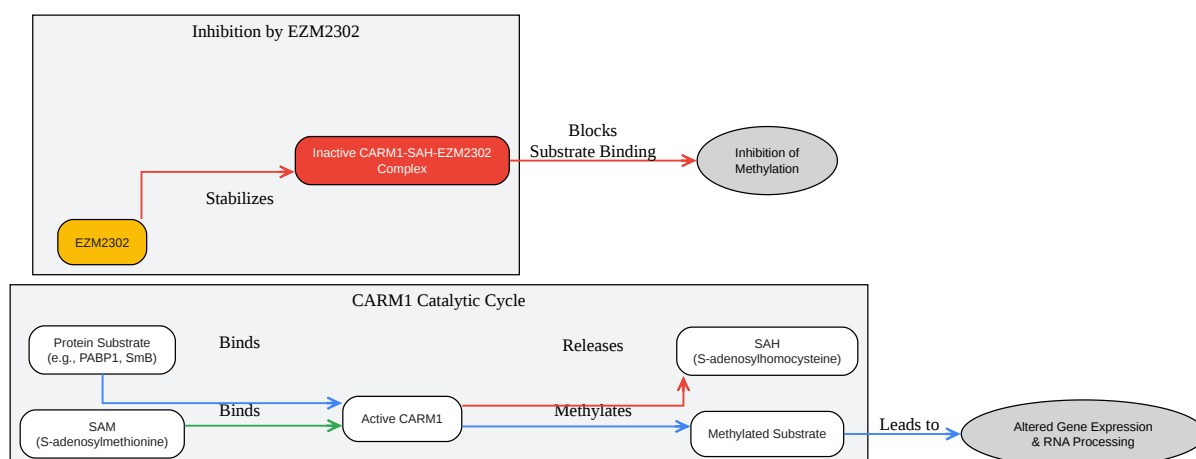 Inhibition by EZM2302
Inactive CARM1-SAH-EZM2302
Complex
Blocks
Substrate Binding
Inhibition of
Methylation
Stabilizes
EZM2302
CARM1 Catalytic Cycle
Protein Substrate
(e.g., PABP1, SmB)
Binds
Releases
SAH
(S-adenosylhomocysteine)
SAM
(S-adenosylmethionine)
Binds
Active CARM1
Methylates
Methylated Substrate
Leads to
Altered Gene Expression
& RNA Processing